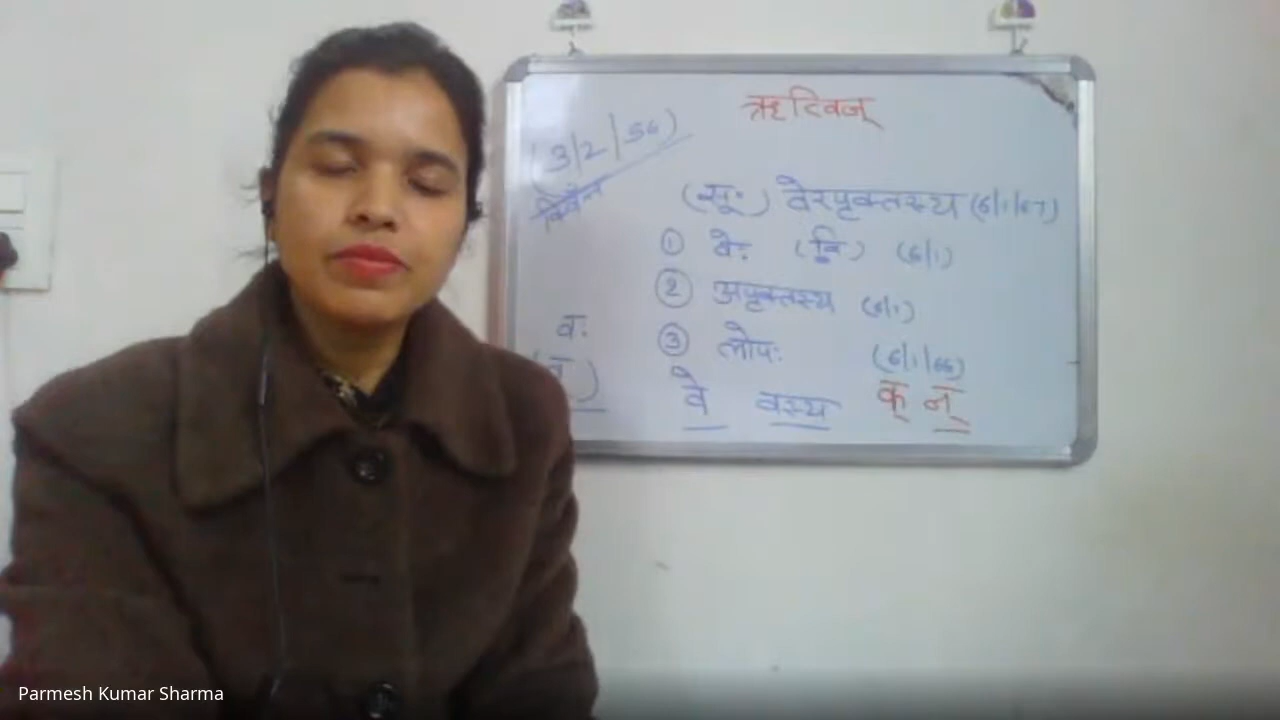 ऋत्विज्
(3/2/59)
क्विन्
(सू॰) वेरपृक्तस्य (6/1/67)
① वेः (वि) (6/1)
② अपृक्तस्य (6/1)
वः
③ लोपः (6/1/66)
(व्)
वे वस्य क् न्
Parmesh Kumar Sharma